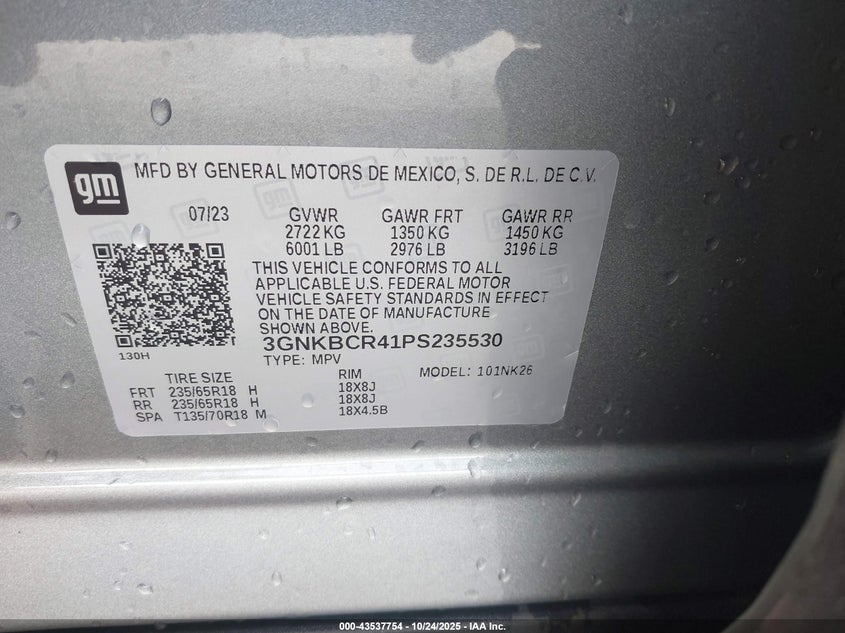 gm
MFD BY GENERAL MOTORS DE MEXICO, S. DE R.L. DE C.V.
07/23 GVWR GAWR FRT GAWR RR
2722 KG 1350 KG 1450 KG
6001 LB 2976 LB 3196 LB
THIS VEHICLE CONFORMS TO ALL
APPLICABLE U.S. FEDERAL MOTOR
VEHICLE SAFETY STANDARDS IN EFFECT
ON THE DATE OF MANUFACTURE
SHOWN ABOVE.
3GNKBCR41PS235530
130H
TYPE: MPV MODEL: 101NK26
TIRE SIZE RIM
FRT 235/65R18 H 18X8J
RR 235/65R18 H 18X8J
SPA T135/70R18 M 18X4.5B
000-43537754 - 10/24/2025 - IAA Inc.